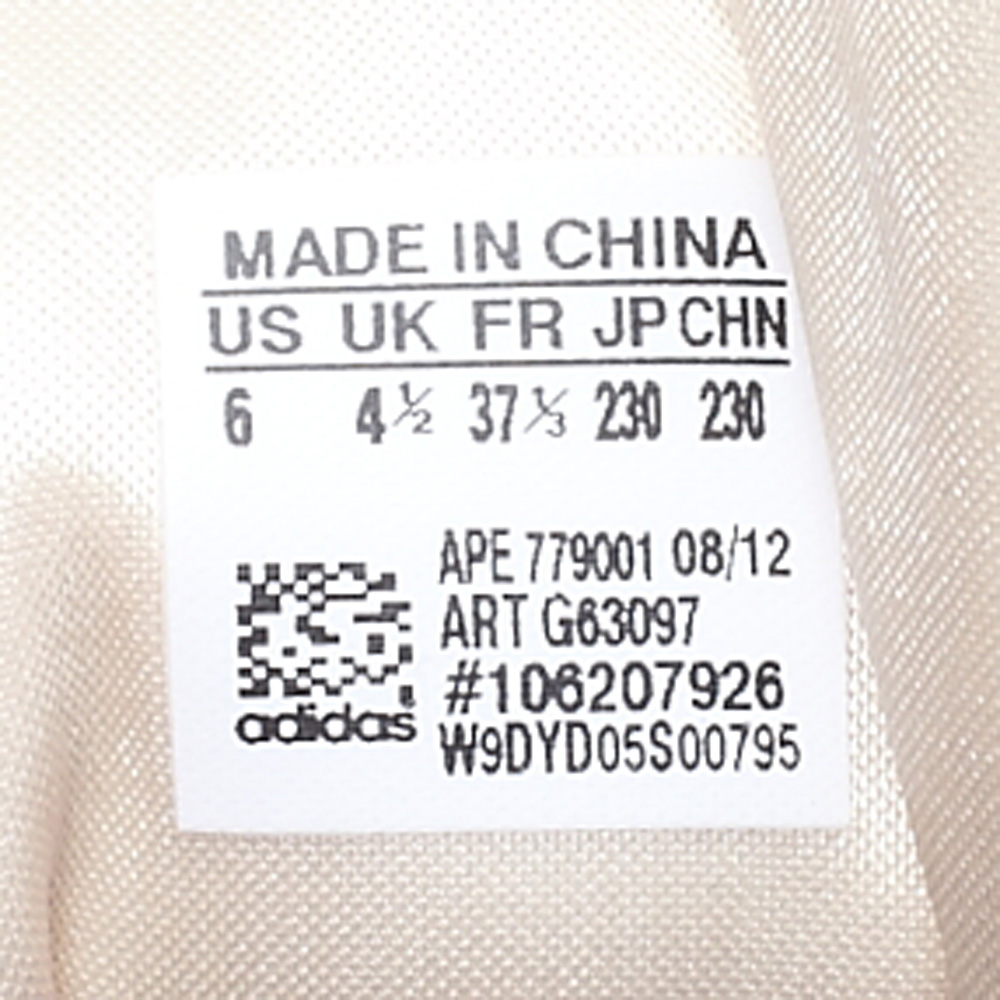 MADE IN CHINA
US UK FR JP CHN
6 4½ 37⅓ 230 230
APE 779001 08/12
ART G63097
#106207926
adidas
W9DYD05S00795